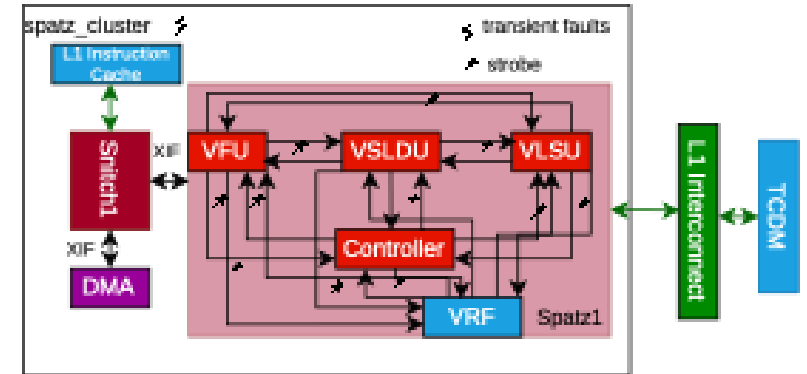 spatz_cluster
transient faults
L1 Instruction
Cache
strobe
Snitch1
XIF
VFU
VSLDU
VLSU
L1 Interconnect
TCDM
Controller
XIF
DMA
VRF
Spatz1